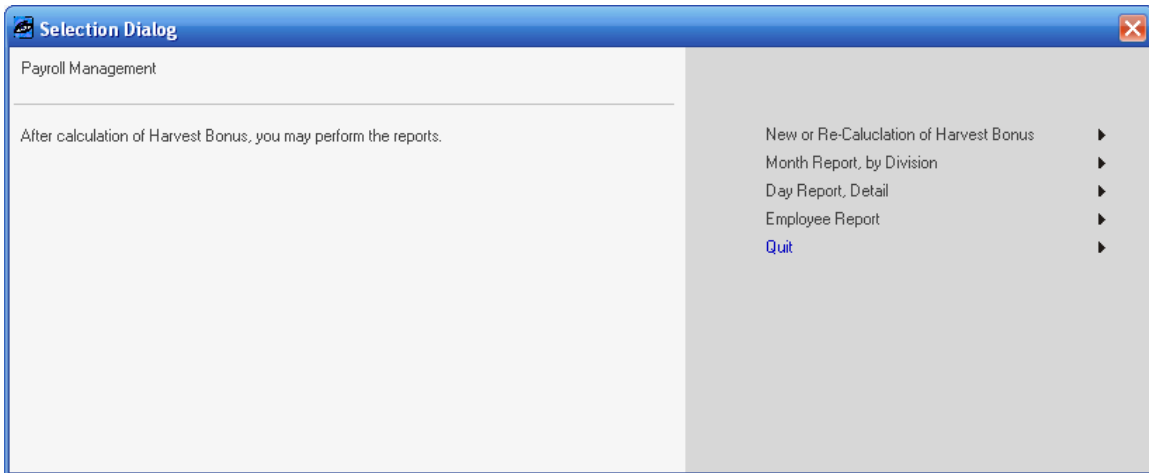 Selection Dialog
Payroll Management
After calculation of Harvest Bonus, you may perform the reports.
New or Re-Caluclation of Harvest Bonus
Month Report, by Division
Day Report, Detail
Employee Report
Quit